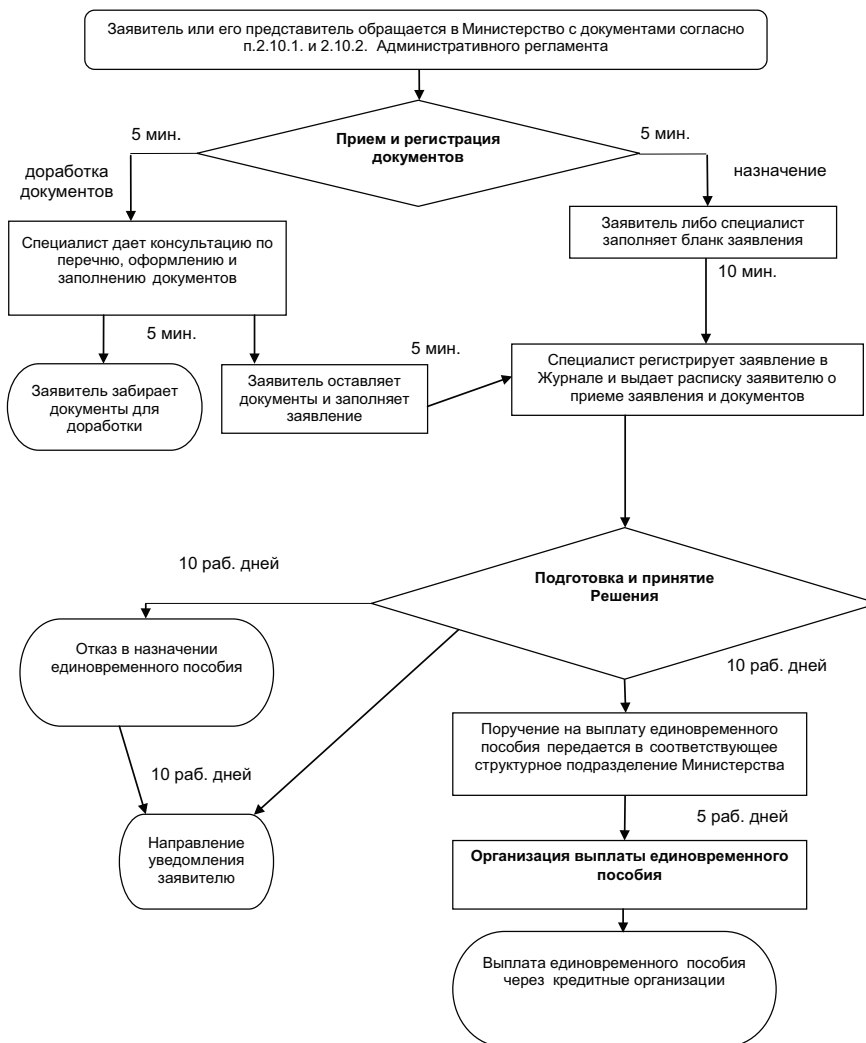 Заявитель или его представитель обращается в Министерство с документами согласно
п.2.10.1. и 2.10.2. Административного регламента
5 мин.
Прием и регистрация
документов
5 мин.
доработка
документов
назначение
Специалист дает консультацию по
перечню, оформлению и
заполнению документов
Заявитель либо специалист
заполняет бланк заявления
10 мин.
5 мин.
5 мин.
Заявитель забирает
документы для
доработки
Заявитель оставляет
документы и заполняет
заявление
Специалист регистрирует заявление в
Журнале и выдает расписку заявителю о
приеме заявления и документов
10 раб. дней
Подготовка и принятие
Решения
Отказ в назначении
единовременного пособия
10 раб. дней
Поручение на выплату единовременного
пособия передается в соответствующее
структурное подразделение Министерства
10 раб. дней
5 раб. дней
Направление
уведомления
заявителю
Организация выплаты единовременного
пособия
Выплата единовременного пособия
через кредитные организации